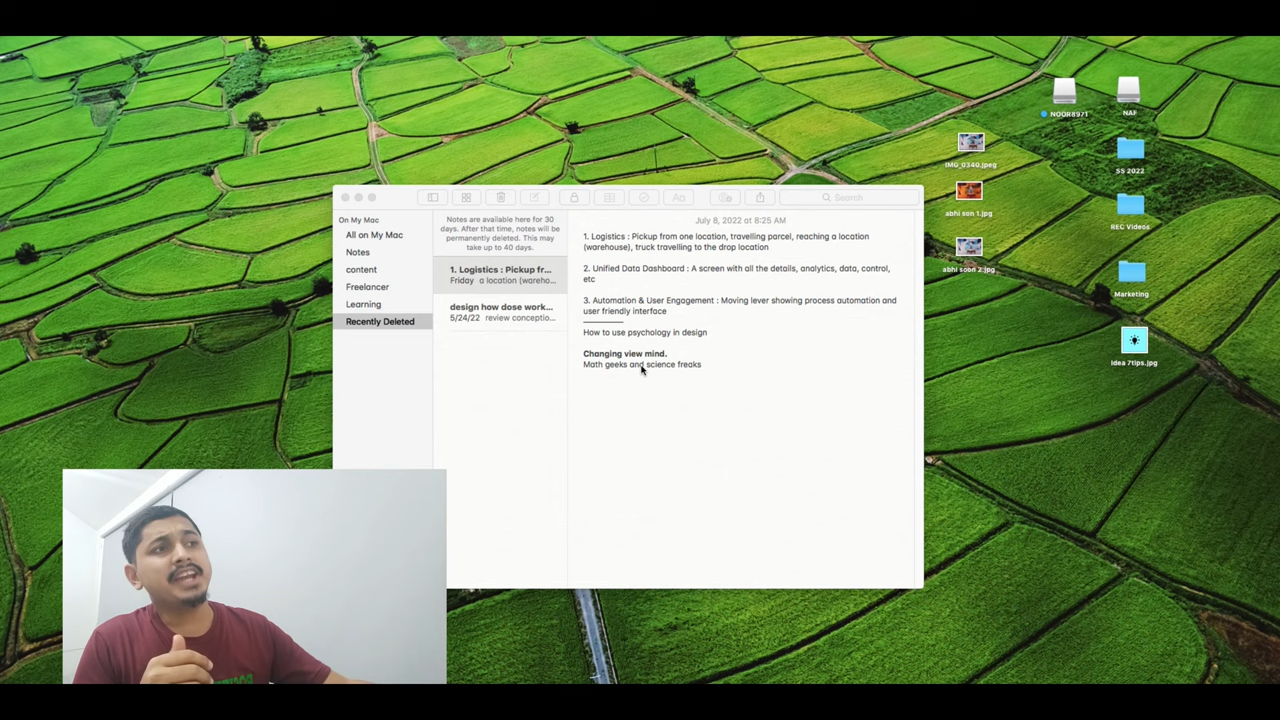 On My Mac
All on My Mac
Notes
content
Freelancer
Learning
Recently Deleted
Notes are available here for 30
days. After that time, notes will be
permanently deleted. This may
take up to 40 days.
1. Logistics : Pickup fr...
Friday a location (wareho...
design how dose work...
5/24/22 review conceptio...
Aa
Search
July 8, 2022 at 8:25 AM
1. Logistics : Pickup from one location, travelling parcel, reaching a location
(warehouse), truck travelling to the drop location
2. Unified Data Dashboard : A screen with all the details, analytics, data, control,
etc
3. Automation & User Engagement : Moving lever showing process automation and
user friendly interface
How to use psychology in design
Changing view mind.
Math geeks and science freaks
NOOR8971
NAF
IMG_0340.jpeg
SS 2022
abhi son 1.jpg
REC Videos
abhi soon 2.jpg
Marketing
Idea 7tips.jpg